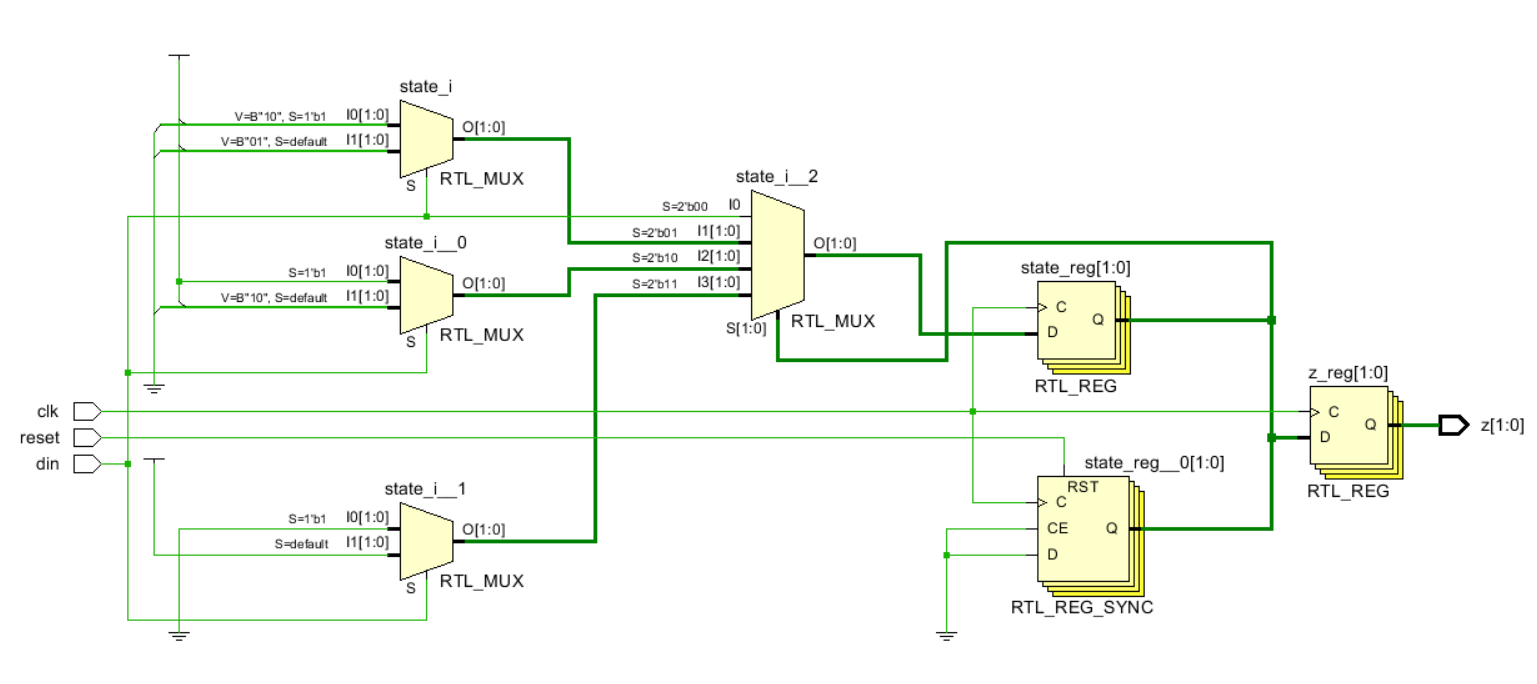 state_i
V=B"10", S=1'b1 I0[1:0]
V=B"01", S=default I1[1:0]
O[1:0]
S
RTL_MUX
state_i__0
S=1'b1 I0[1:0]
V=B"10", S=default I1[1:0]
O[1:0]
S
RTL_MUX
state_i__2
S=2'b00 I0
S=2'b01 I1[1:0]
S=2'b10 I2[1:0]
S=2'b11 I3[1:0]
O[1:0]
S[1:0]
RTL_MUX
state_reg[1:0]
C
Q
D
RTL_REG
z_reg[1:0]
C
Q
D
RTL_REG
z[1:0]
clk
reset
din
state_i__1
S=1'b1 I0[1:0]
S=default I1[1:0]
O[1:0]
S
RTL_MUX
state_reg__0[1:0]
RST
C
CE
Q
D
RTL_REG_SYNC